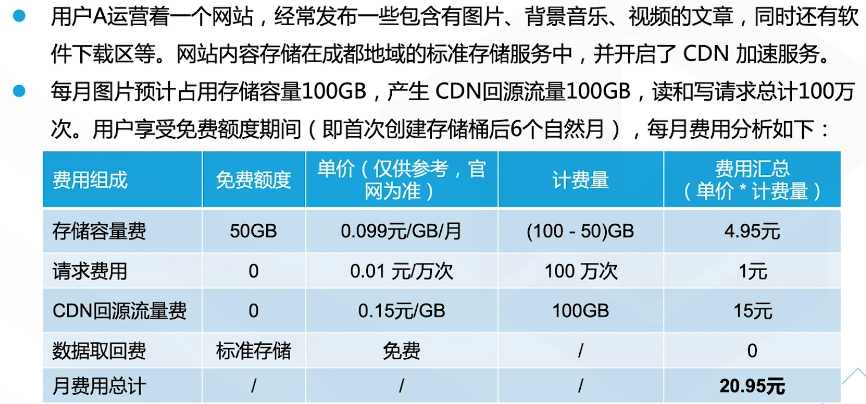 用户A运营着一个网站，经常发布一些包含有图片、背景音乐、视频的文章，同时还有软
件下载区等。网站内容存储在成都地域的标准存储服务中，并开启了 CDN 加速服务。
每月图片预计占用存储容量100GB，产生 CDN回源流量100GB，读和写请求总计100万
次。用户享受免费额度期间（即首次创建存储桶后6个自然月），每月费用分析如下：
费用组成 免费额度 单价（仅供参考，官网为准） 计费量 费用汇总（单价 * 计费量）
存储容量费 50GB 0.099元/GB/月 (100 - 50)GB 4.95元
请求费用 0 0.01 元/万次 100 万次 1元
CDN回源流量费 0 0.15元/GB 100GB 15元
数据取回费 标准存储 免费 / 0
月费用总计 / / / 20.95元